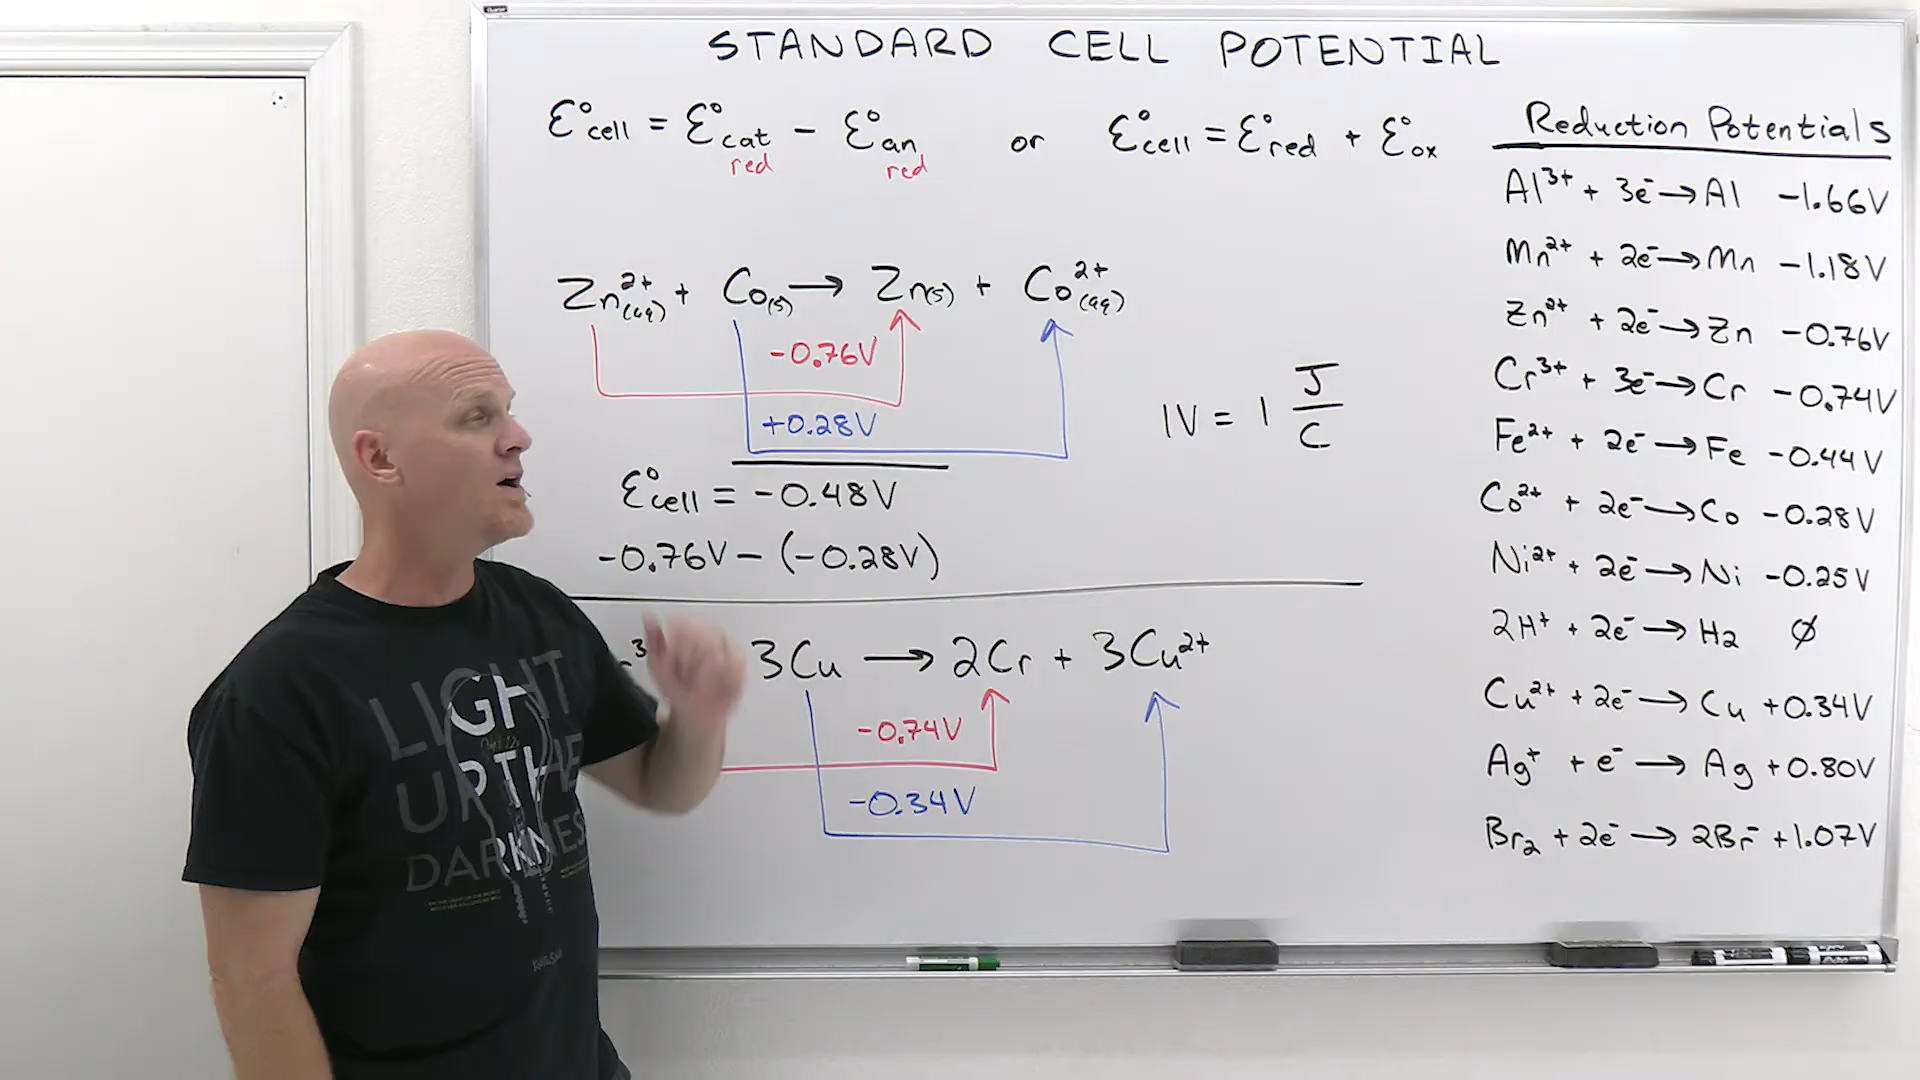 STANDARD CELL POTENTIAL
Ɛ°cell = Ɛ°cat − Ɛ°an or Ɛ°cell = Ɛ°red + Ɛ°ox
red red
Zn²⁺(aq) + Co(s) → Zn(s) + Co²⁺(aq)
-0.76V
+0.28V
Ɛ°cell = -0.48V
-0.76V − (-0.28V)
1V = 1 J/C
3Cu → 2Cr + 3Cu²⁺
-0.74V
-0.34V
Reduction Potentials
Al³⁺ + 3e⁻ → Al -1.66V
Mn²⁺ + 2e⁻ → Mn -1.18V
Zn²⁺ + 2e⁻ → Zn -0.76V
Cr³⁺ + 3e⁻ → Cr -0.74V
Fe²⁺ + 2e⁻ → Fe -0.44V
Co²⁺ + 2e⁻ → Co -0.28V
Ni²⁺ + 2e⁻ → Ni -0.25V
2H⁺ + 2e⁻ → H₂ ∅
Cu²⁺ + 2e⁻ → Cu +0.34V
Ag⁺ + e⁻ → Ag +0.80V
Br₂ + 2e⁻ → 2Br⁻ +1.07V
LIGHT
UP THE
DARKNESS